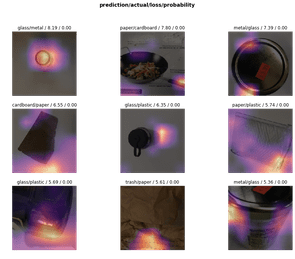 prediction/actual/loss/probability
glass/metal / 8.19 / 0.00
paper/cardboard / 7.80 / 0.00
metal/glass / 7.39 / 0.00
cardboard/paper / 6.55 / 0.00
glass/plastic / 6.35 / 0.00
paper/plastic / 5.74 / 0.00
glass/plastic / 5.69 / 0.00
trash/paper / 5.61 / 0.00
metal/glass / 5.36 / 0.00